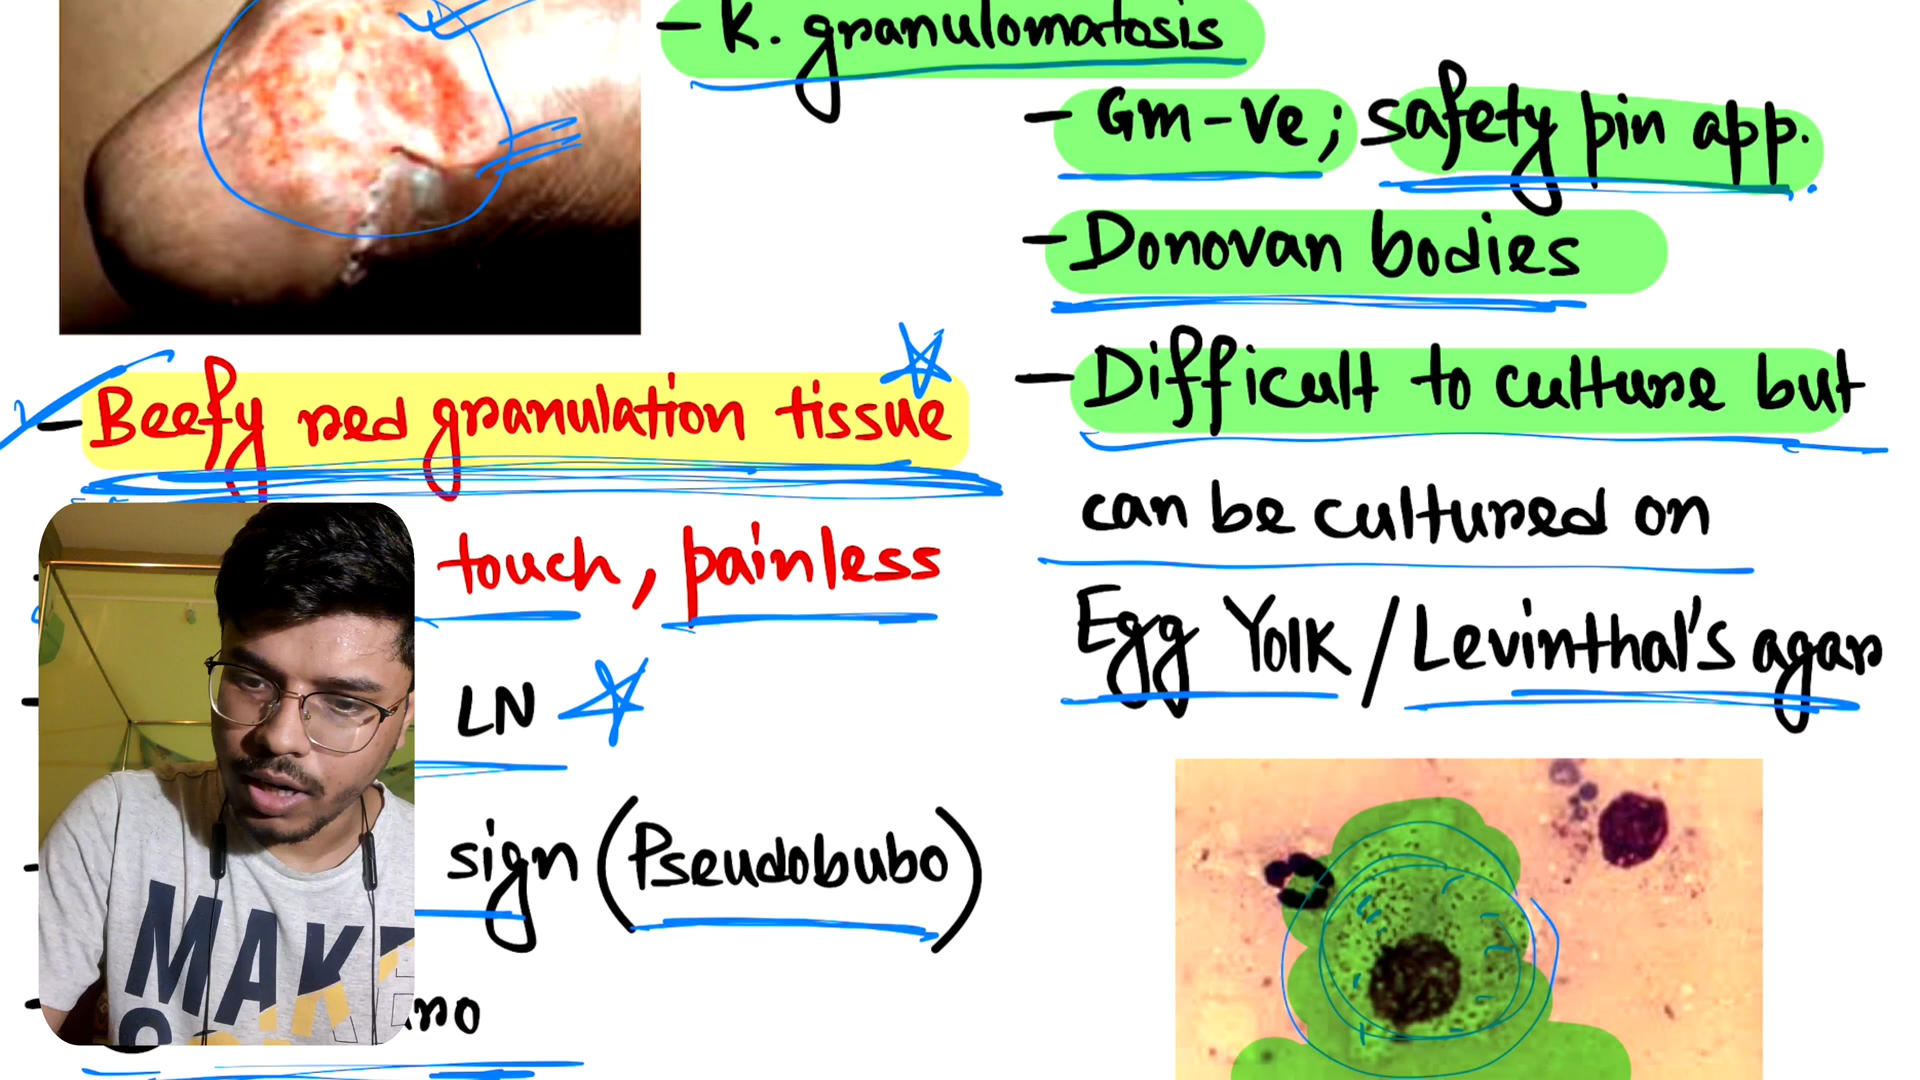 - K. granulomatosis
- Gm-ve; safety pin app.
- Donovan bodies
- Difficult to culture but
can be cultured on
Egg Yolk / Levinthal's agar
- Beefy red granulation tissue
touch, painless
LN
sign (Pseudobubo)